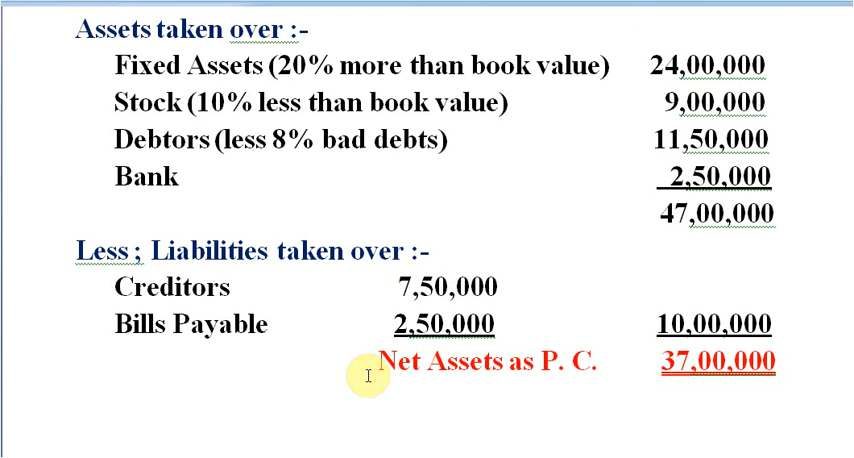 Assets taken over :-
Fixed Assets (20% more than book value) 24,00,000
Stock (10% less than book value) 9,00,000
Debtors (less 8% bad debts) 11,50,000
Bank 2,50,000
47,00,000
Less ; Liabilities taken over :-
Creditors 7,50,000
Bills Payable 2,50,000 10,00,000
Net Assets as P. C. 37,00,000